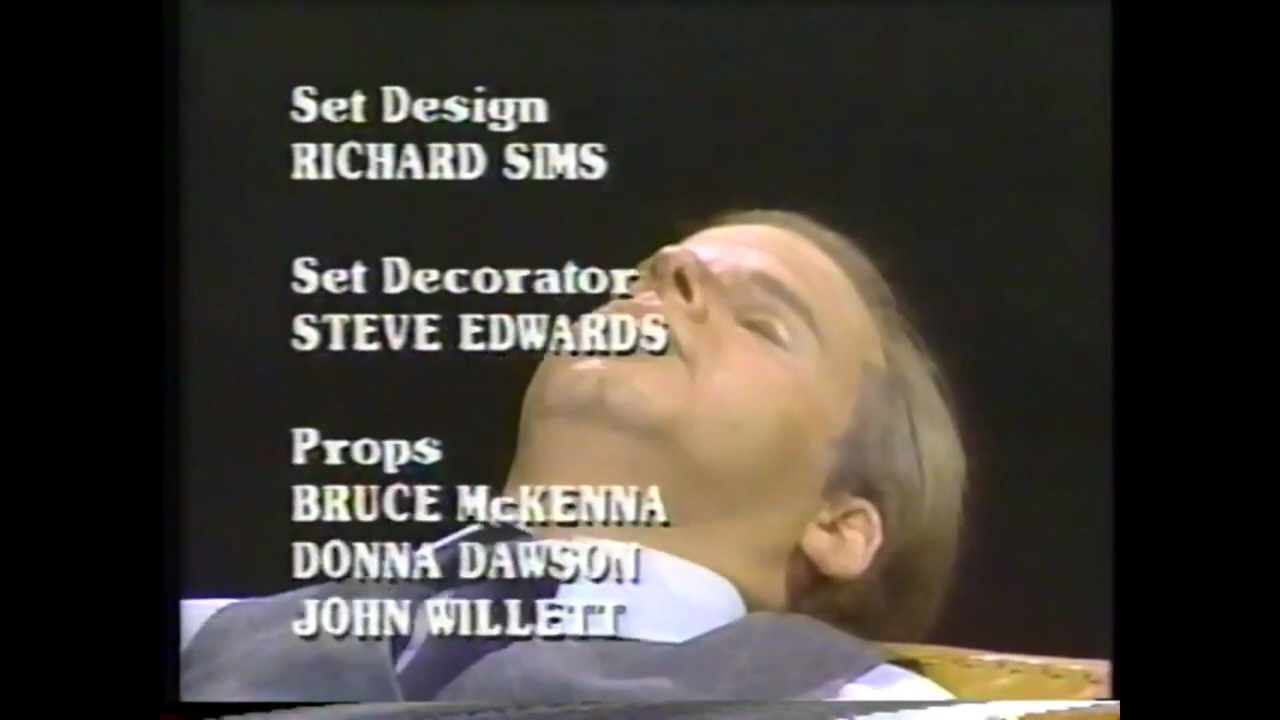 Set Design
RICHARD SIMS
Set Decorator
STEVE EDWARDS
Props
BRUCE McKENNA
DONNA DAWSON
JOHN WILLETT